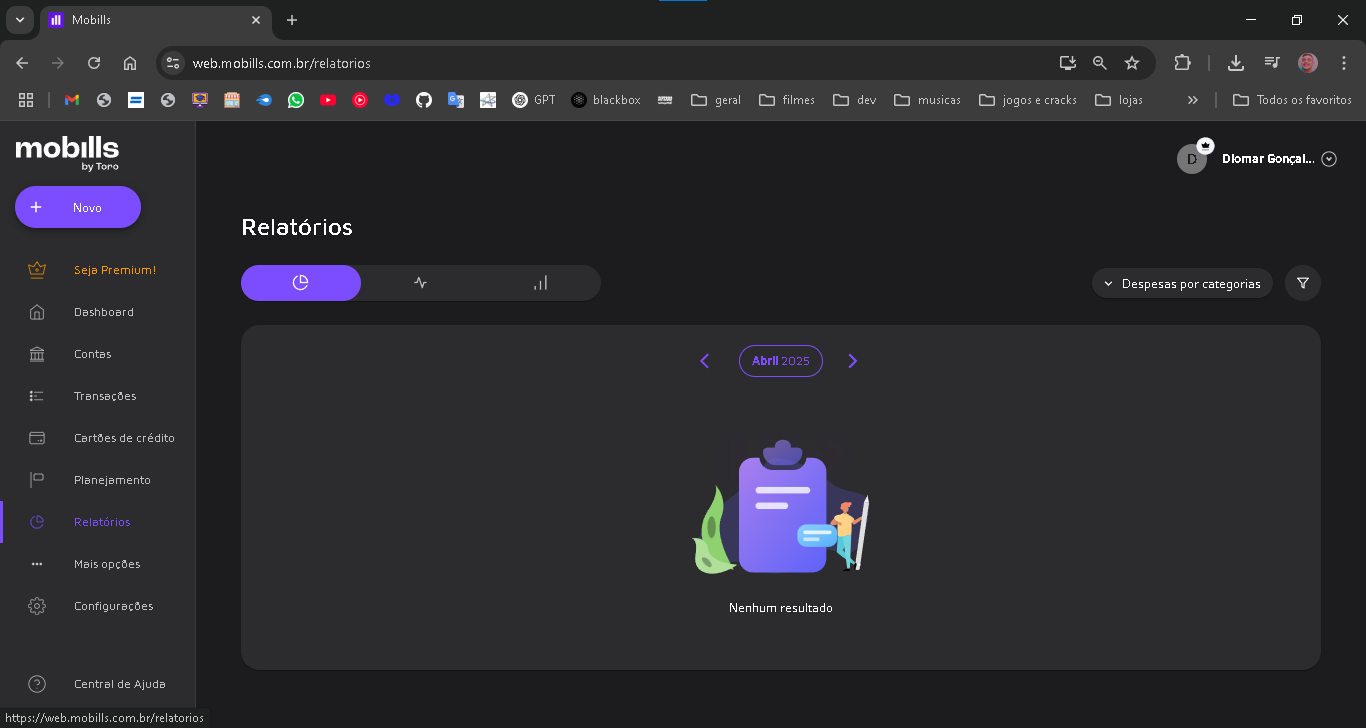 Mobills
web.mobills.com.br/relatorios
GPT
blackbox
geral
filmes
dev
musicas
jogos e cracks
lojas
Todos os favoritos
mobills
by Toro
D
Diomar Gonçal...
Novo
Relatórios
Seja Premium!
Despesas por categorias
Dashboard
Contas
Abril 2025
Transações
Cartões de crédito
Planejamento
Relatórios
Mais opções
Configurações
Nenhum resultado
Central de Ajuda
https://web.mobills.com.br/relatorios